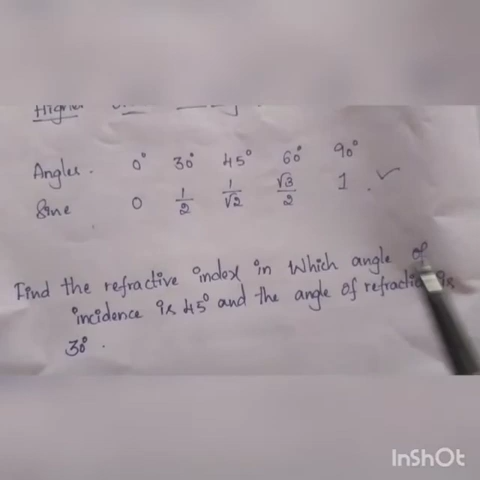 Angles. 0° 30° 45° 60° 90°
Sine 0 1/2 1/√2 √3/2 1. ✓
Find the refractive index in which angle of
incidence is 45° and the angle of refraction is
30°.
InShOt